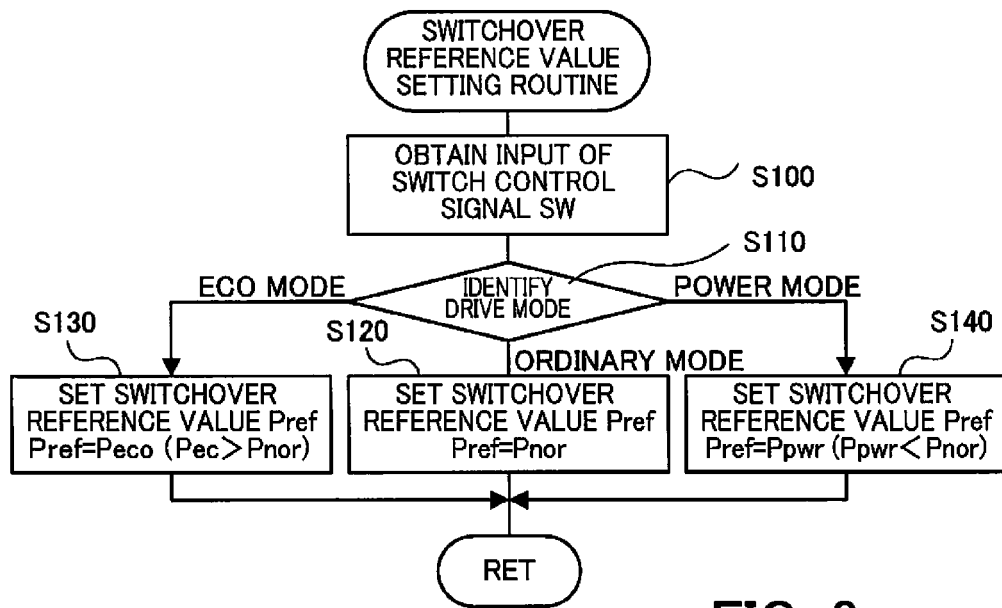 SWITCHOVER
REFERENCE VALUE
SETTING ROUTINE
OBTAIN INPUT OF
SWITCH CONTROL
SIGNAL SW
S100
S110
ECO MODE
IDENTIFY
DRIVE MODE
POWER MODE
S130
S120
ORDINARY MODE
S140
SET SWITCHOVER
REFERENCE VALUE Pref
Pref=Peco (Pec>Pnor)
SET SWITCHOVER
REFERENCE VALUE Pref
Pref=Pnor
SET SWITCHOVER
REFERENCE VALUE Pref
Pref=Ppwr (Ppwr<Pnor)
RET